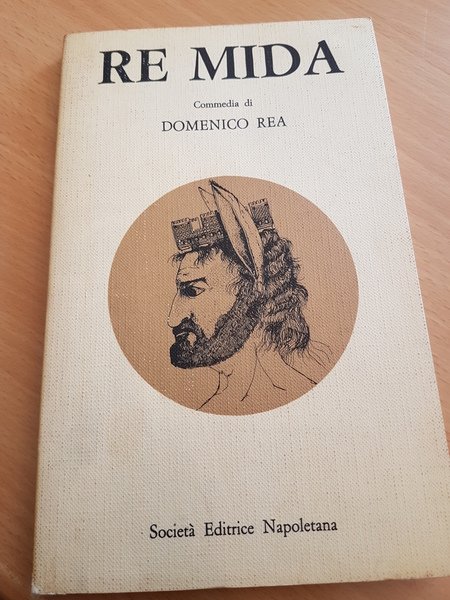 RE MIDA
Commedia di
DOMENICO REA
Società Editrice Napoletana